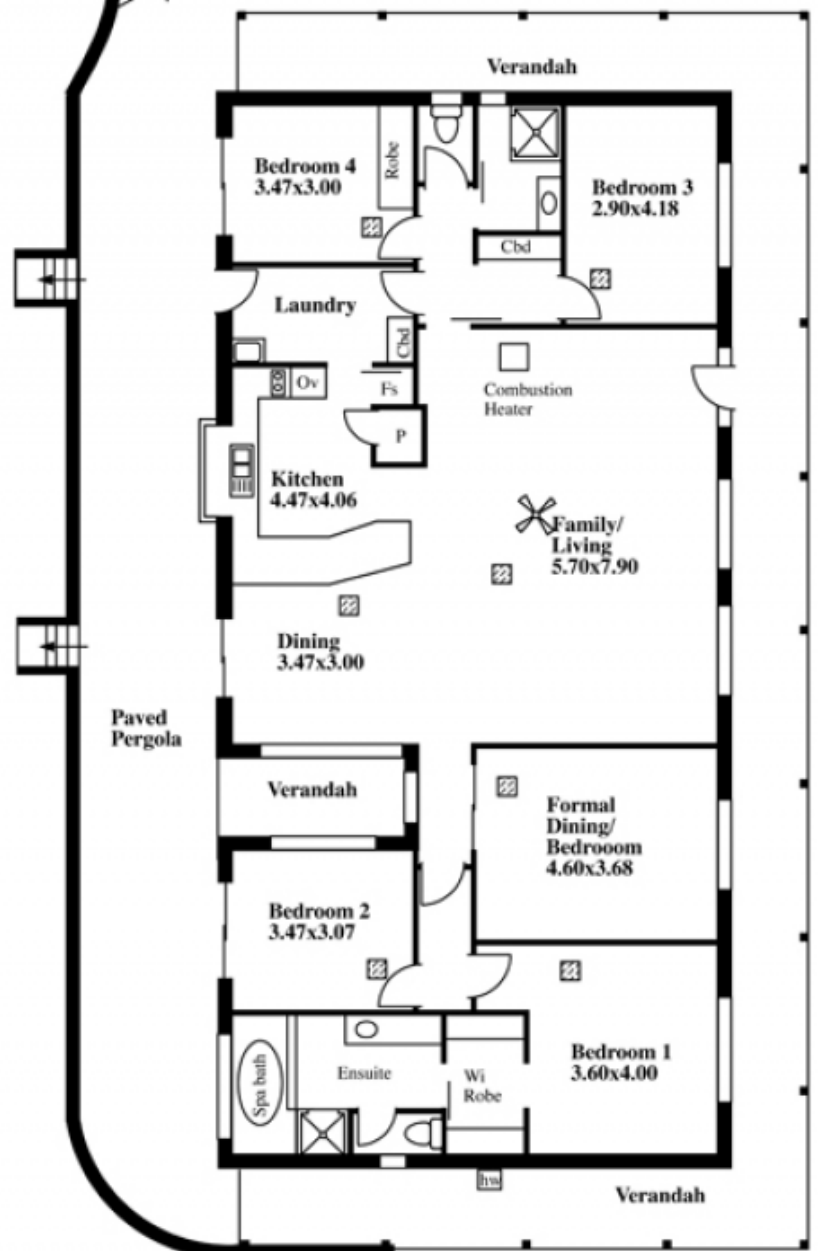 Verandah
Bedroom 4
3.47x3.00
Robe
Bedroom 3
2.90x4.18
Cbd
Laundry
Cbd
Ov
Fs
Combustion
Heater
P
Kitchen
4.47x4.06
Family/
Living
5.70x7.90
Dining
3.47x3.00
Paved
Pergola
Verandah
Formal
Dining/
Bedrooom
4.60x3.68
Bedroom 2
3.47x3.07
Bedroom 1
3.60x4.00
Spa bath
Ensuite
Wi
Robe
hw
Verandah